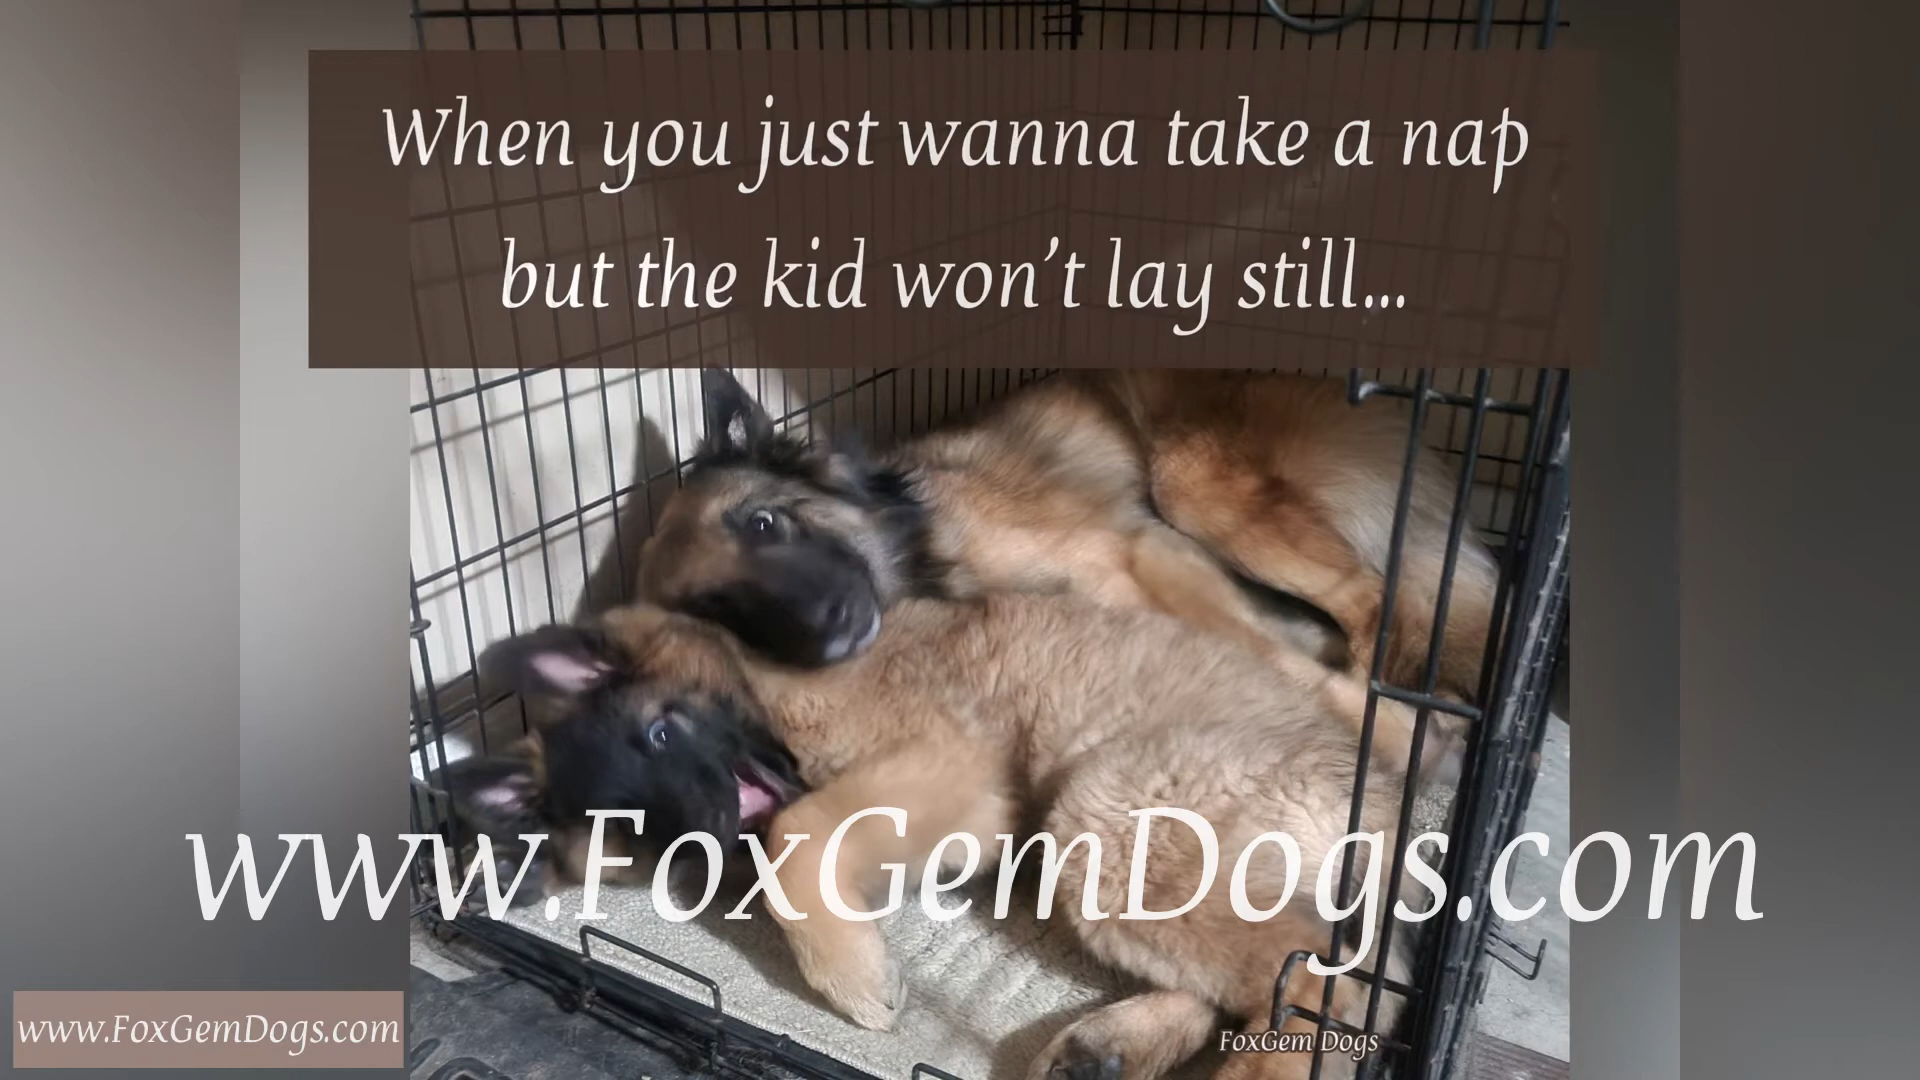 When you just wanna take a nap
but the kid won’t lay still...
www.FoxGemDogs.com
www.FoxGemDogs.com
FoxGem Dogs